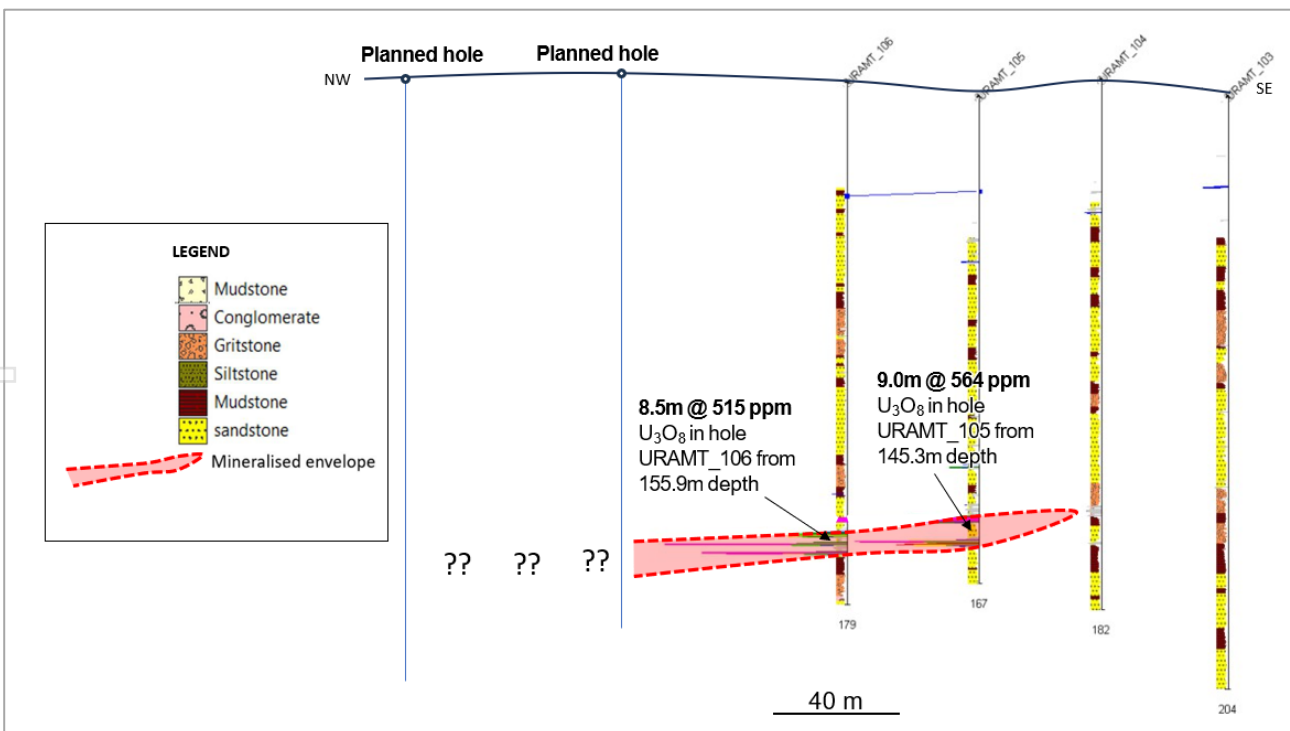 Planned hole
Planned hole
URAMT_106
URAMT_105
URAMT_104
URAMT_103
NW
SE
LEGEND
Mudstone
Conglomerate
Gritstone
Siltstone
Mudstone
sandstone
Mineralised envelope
8.5m @ 515 ppm
U₃O₈ in hole
URAMT_106 from
155.9m depth
9.0m @ 564 ppm
U₃O₈ in hole
URAMT_105 from
145.3m depth
?? ?? ??
179
167
182
204
40 m